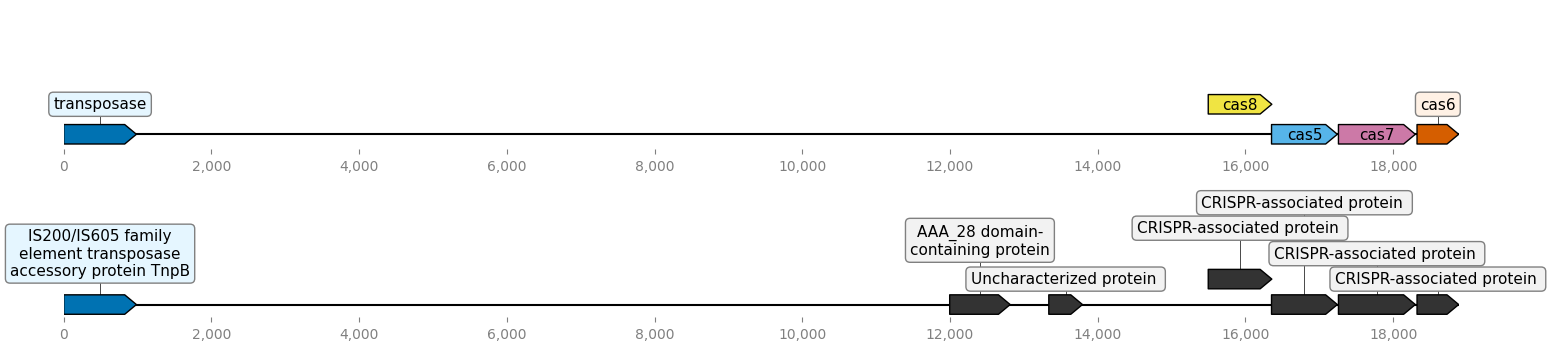 transposase
cas8
cas6
cas5
cas7
0
2,000
4,000
6,000
8,000
10,000
12,000
14,000
16,000
18,000
CRISPR-associated protein
CRISPR-associated protein
IS200/IS605 family
element transposase
accessory protein TnpB
AAA_28 domain-
containing protein
CRISPR-associated protein
Uncharacterized protein
CRISPR-associated protein
0
2,000
4,000
6,000
8,000
10,000
12,000
14,000
16,000
18,000